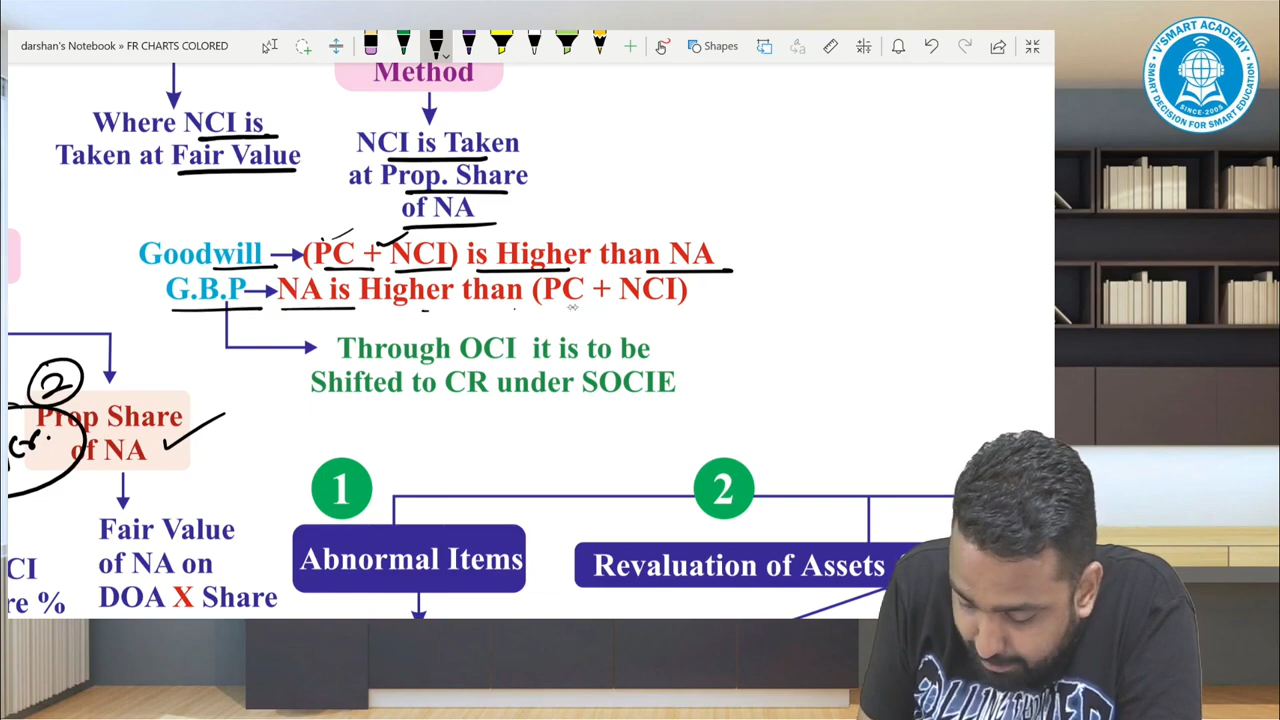 darshan's Notebook » FR CHARTS COLORED
Shapes
V'SMART ACADEMY
SINCE-2005
SMART DECISION FOR SMART EDUCATION
Method
Where NCI is
Taken at Fair Value
NCI is Taken
at Prop. Share
of NA
Goodwill (PC + NCI) is Higher than NA
G.B.P NA is Higher than (PC + NCI)
Through OCI it is to be
Shifted to CR under SOCIE
2
Prop Share
of NA
cr.
Fair Value
of NA on
DOA X Share
CI
re %
1
Abnormal Items
2
Revaluation of Assets